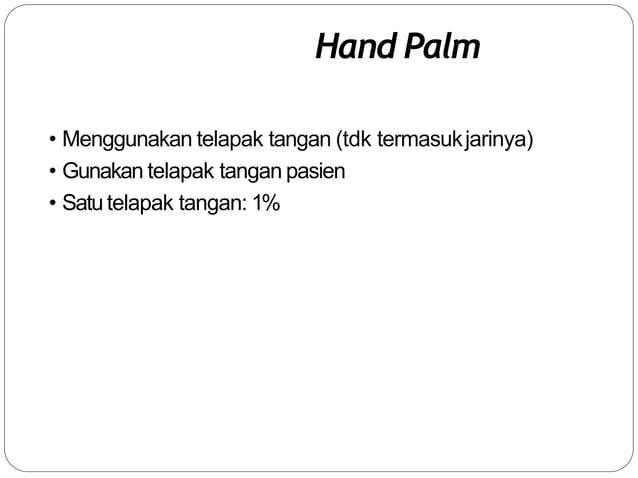 Hand Palm
• Menggunakan telapak tangan (tdk termasuk jarinya)
• Gunakan telapak tangan pasien
• Satu telapak tangan: 1%